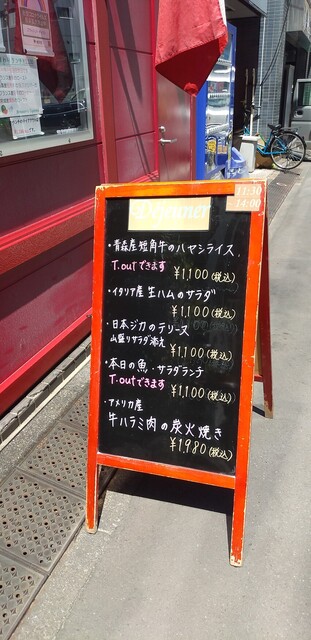 Déjeuner
11:30
~14:00
・青森産短角牛のハヤシライス,
T.outできます
¥1,100(税込)
・イタリア産 生ハムのサラダ
¥1,100(税込)
・日本ジカのテリーヌ
山盛りサラダ添え
¥1,100(税込)
・本日の魚,・サラダランチ
T・outできます
¥1,100(税込)
・アメリカ産
牛ハラミ肉の炭火焼き
¥1,980(税込)